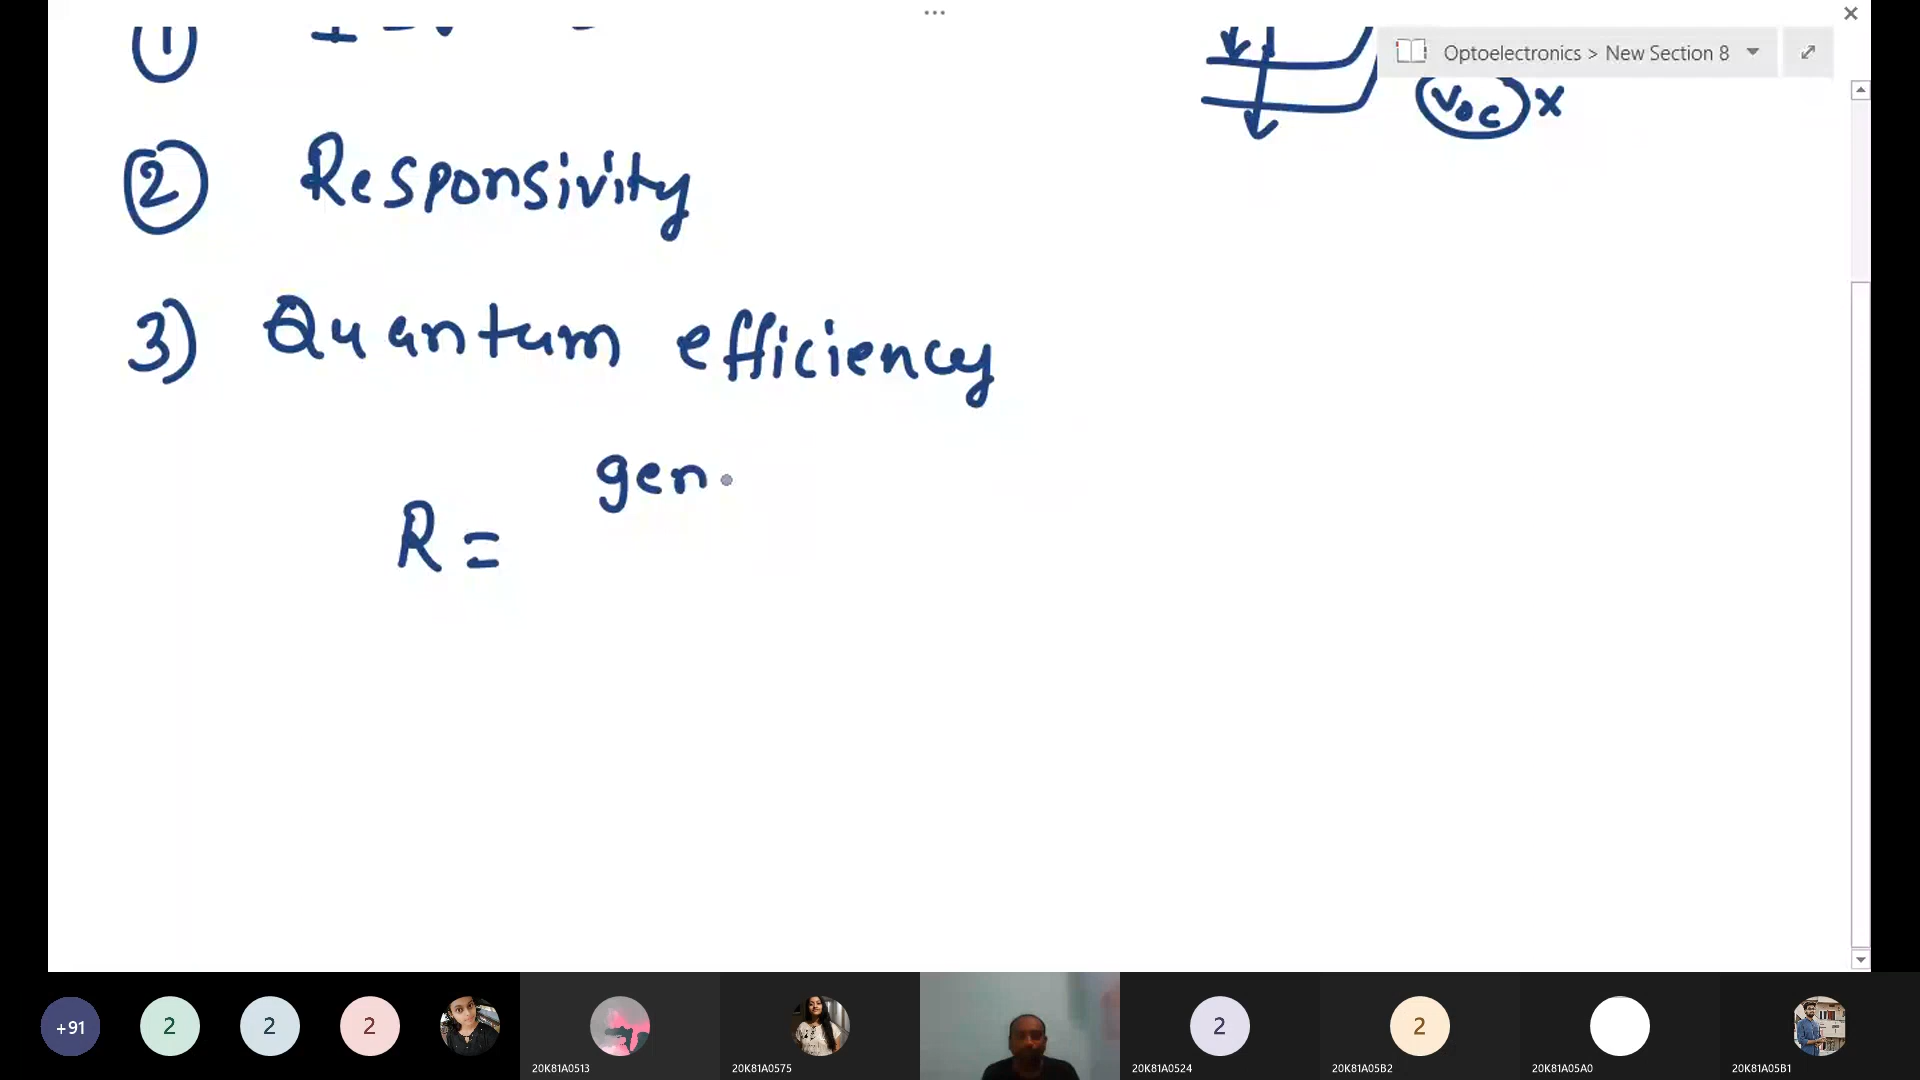 Optoelectronics > New Section 8
1
Voc x
2 Responsivity
3) Quantum efficiency
gen
R =
+91
2
2
2
2
2
20K81A0513
20K81A0575
20K81A0524
20K81A05B2
20K81A05A0
20K81A05B1